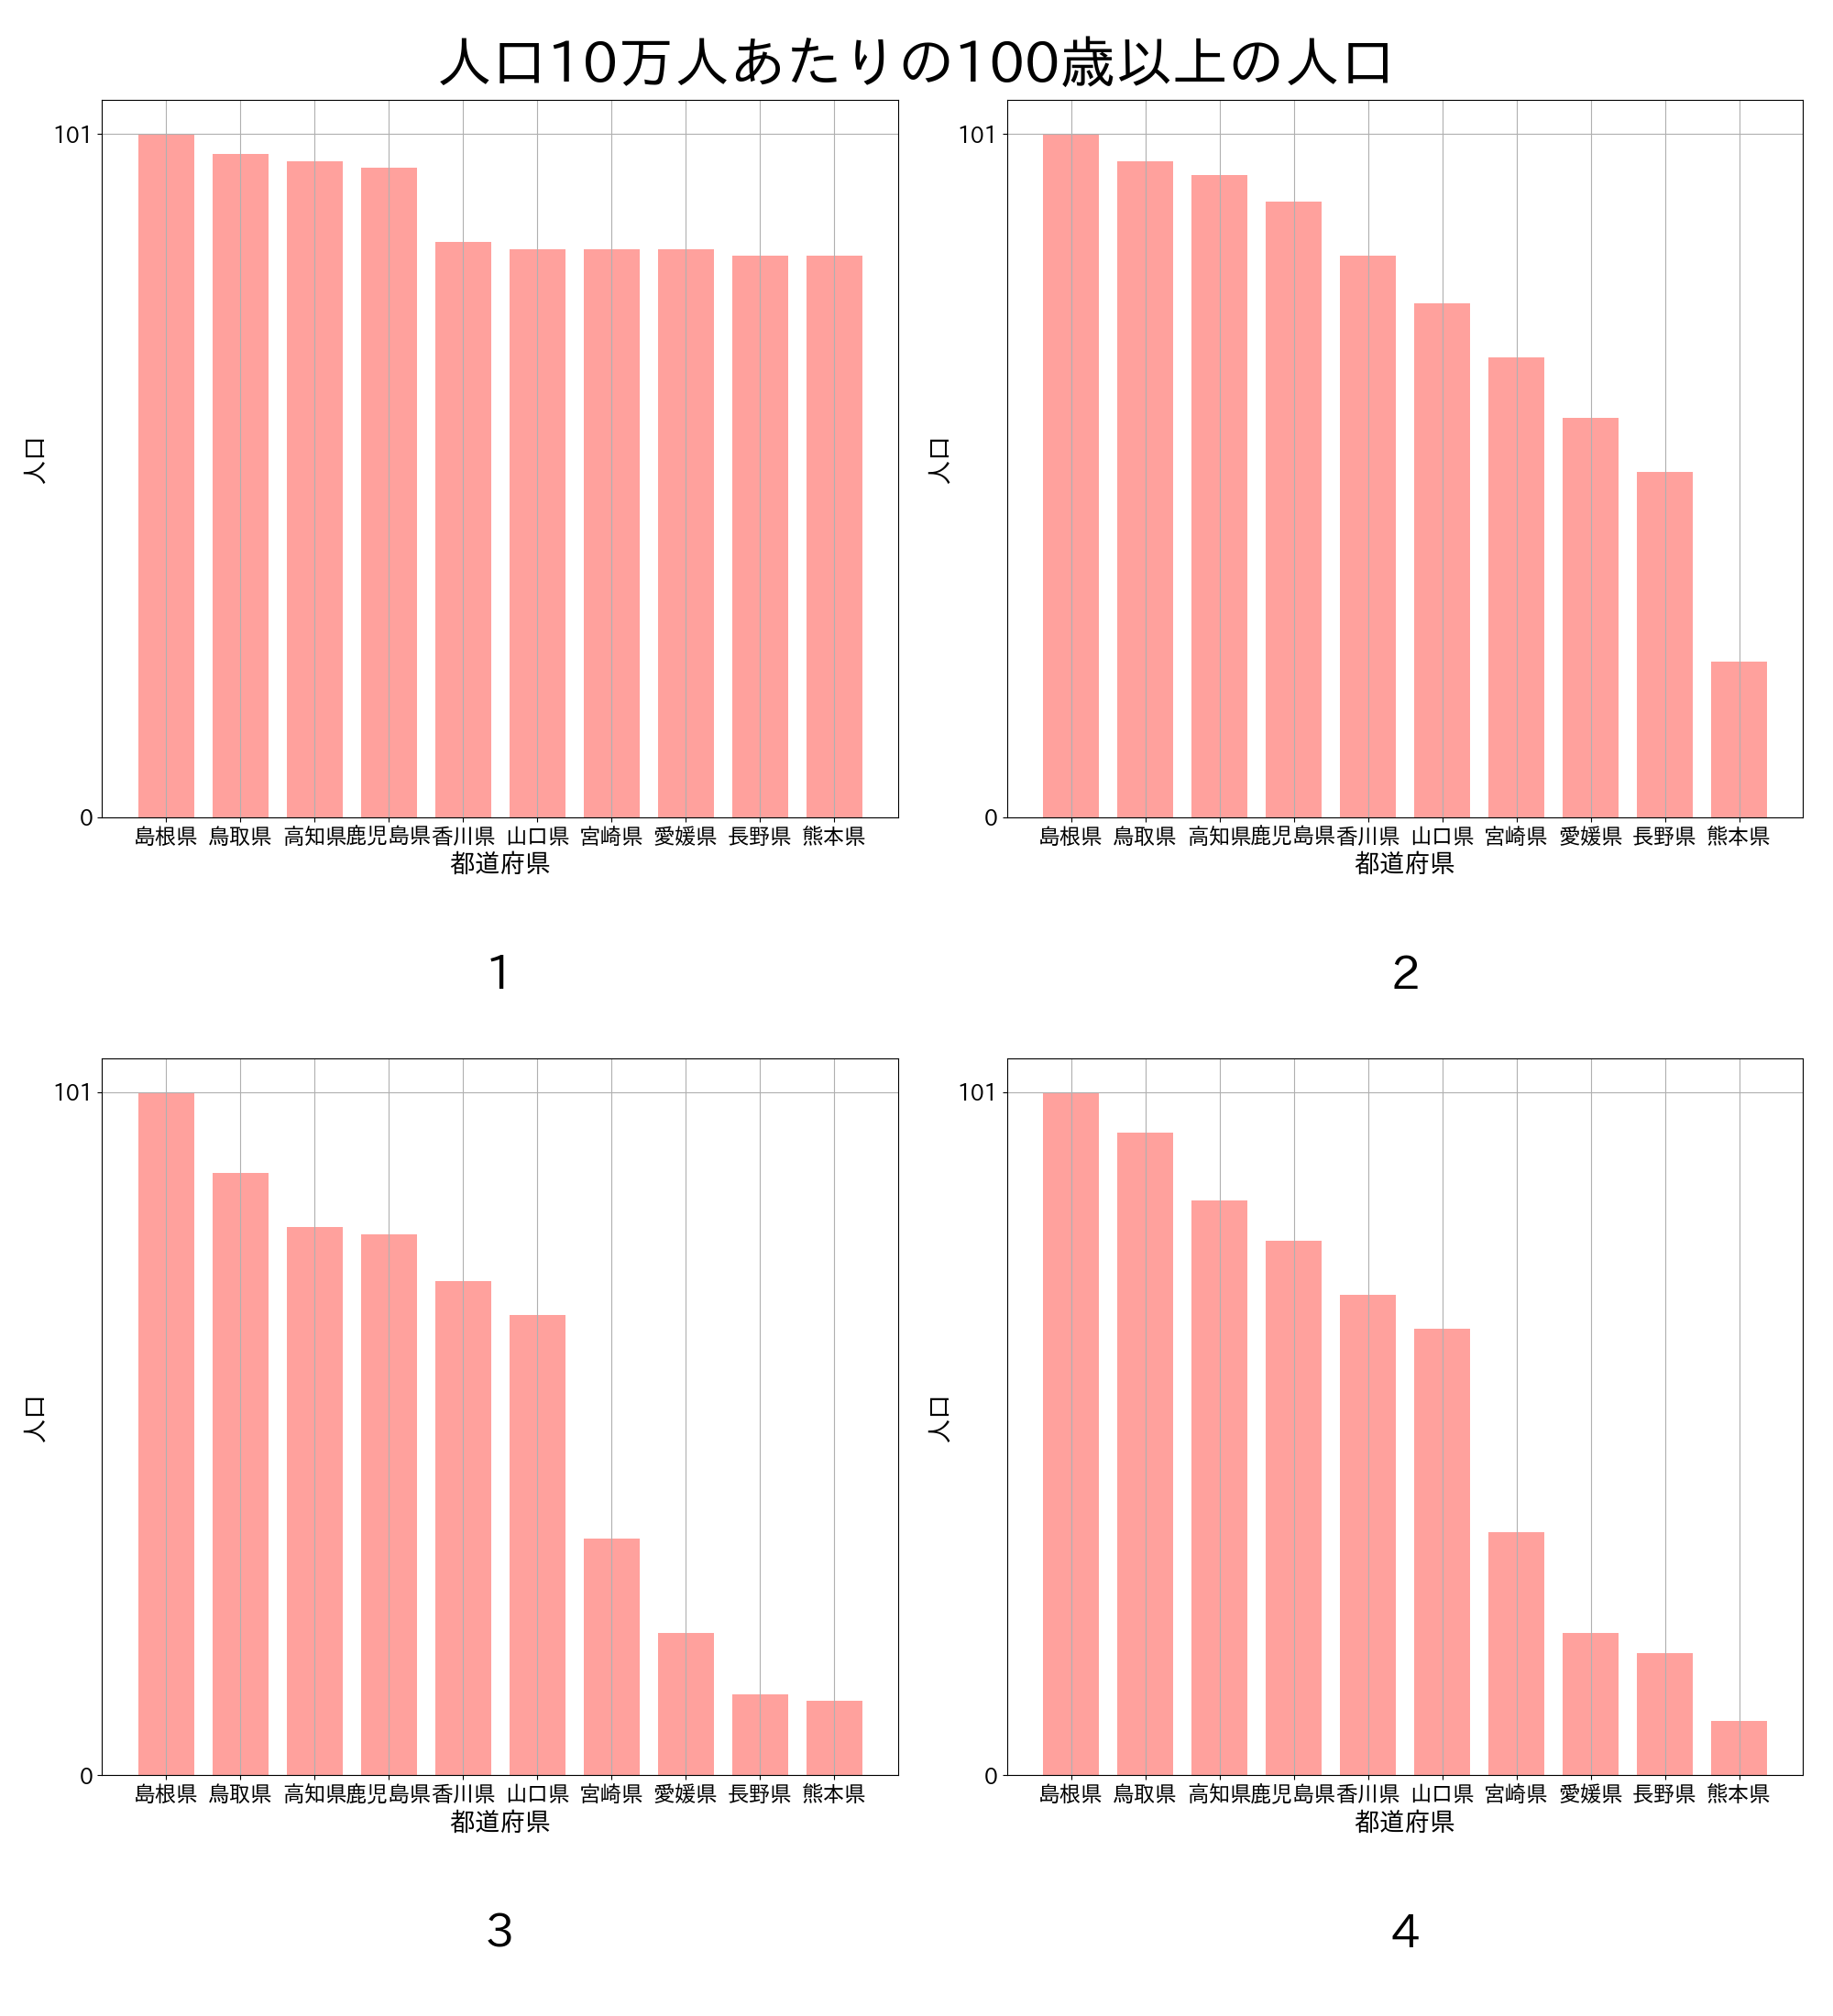 人口10万人あたりの100歳以上の人口
101
人口
0
島根県 鳥取県 高知県 鹿児島県 香川県 山口県 宮崎県 愛媛県 長野県 熊本県
都道府県
1
101
人口
0
島根県 鳥取県 高知県 鹿児島県 香川県 山口県 宮崎県 愛媛県 長野県 熊本県
都道府県
2
101
人口
0
島根県 鳥取県 高知県 鹿児島県 香川県 山口県 宮崎県 愛媛県 長野県 熊本県
都道府県
3
101
人口
0
島根県 鳥取県 高知県 鹿児島県 香川県 山口県 宮崎県 愛媛県 長野県 熊本県
都道府県
4